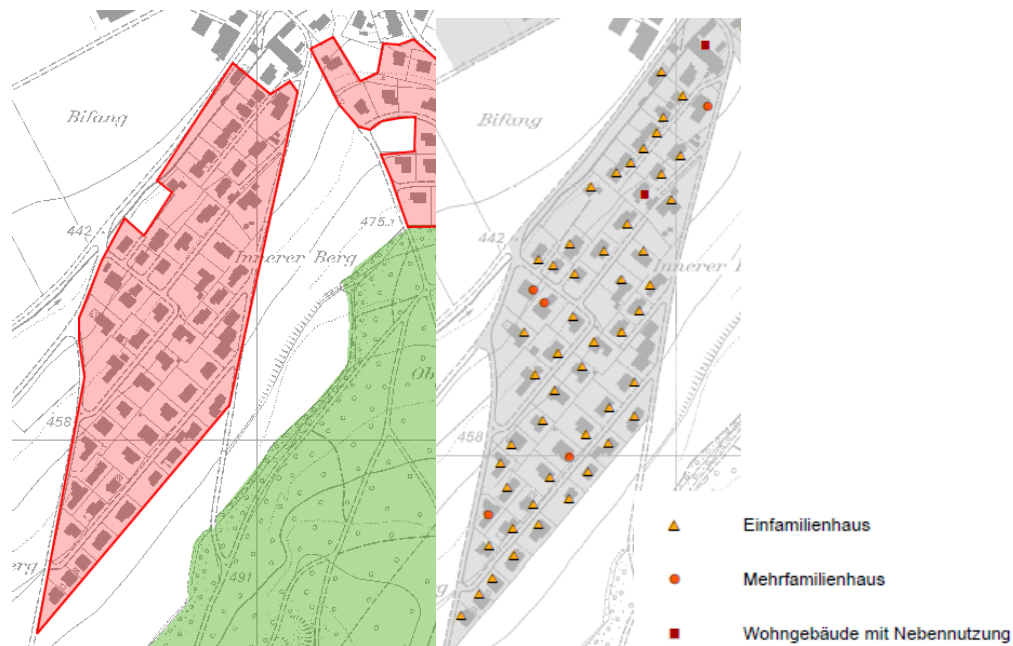 Bifang
442
475
Innerer Berg
Ob
458
491
erg
Bifang
442
Innerer B
458
Einfamilienhaus
Mehrfamilienhaus
Wohngebäude mit Nebennutzung